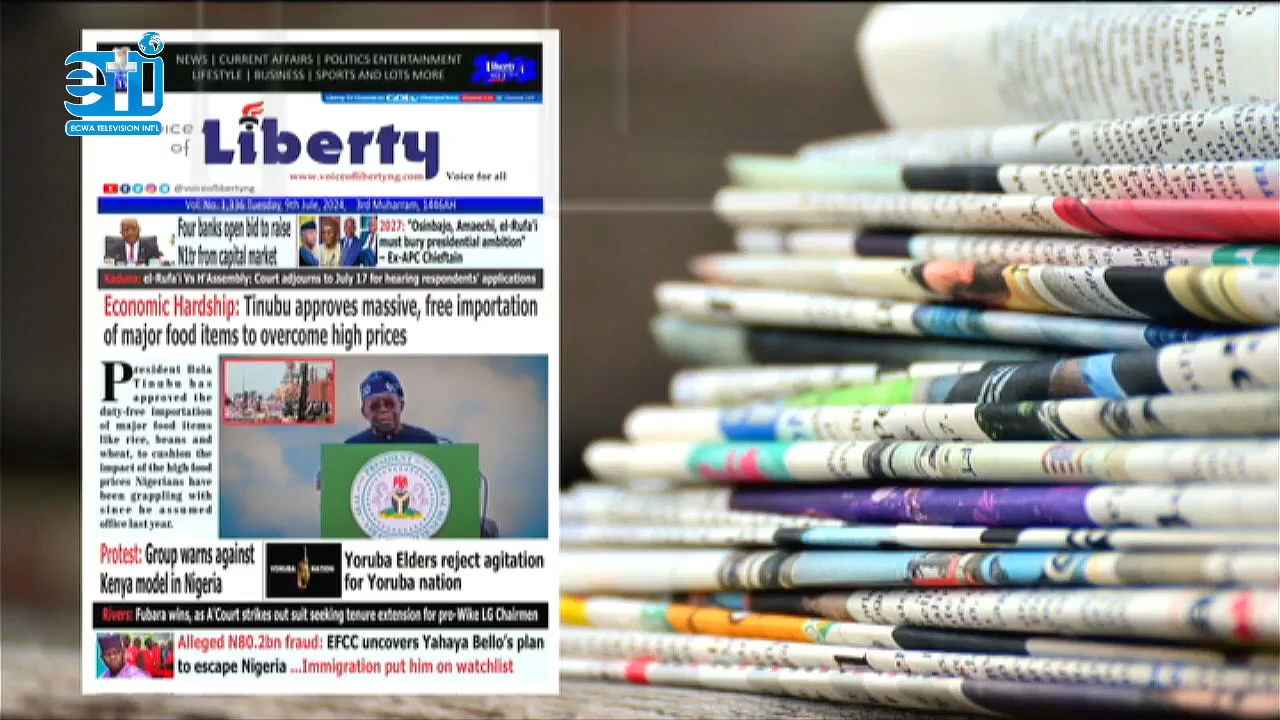 eti
ECWA TELEVISION INT'L
NEWS | CURRENT AFFAIRS | POLITICS ENTERTAINMENT
LIFESTYLE | BUSINESS | SPORTS AND LOTS MORE
Liberty
of
Liberty
www.voiceoflibertyng.com
Voice for all
@voiceoflibertyng
Vol. No. 1,336 Tuesday, 9th Jule, 2024, 3rd Muharram, 1446AH
Four banks open bid to raise
N1tr from capital market
2027: "Osinbajo, Amaechi, el-Rufa'i
must bury presidential ambition"
– Ex-APC Chieftain
Kaduna: el-Rufa'i Vs H'Assembly: Court adjourns to July 17 for hearing respondents' applications
Economic Hardship: Tinubu approves massive, free importation
of major food items to overcome high prices
President Bola
Tinubu has
approved the
duty-free importation
of major food items
like rice, beans and
wheat, to cushion the
impact of the high food
prices Nigerians have
been grappling with
since he assumed
office last year.
Protest: Group warns against
Kenya model in Nigeria
YORUBA NATION
Yoruba Elders reject agitation
for Yoruba nation
Rivers: Fubara wins, as A'Court strikes out suit seeking tenure extension for pro-Wike LG Chairmen
Alleged N80.2bn fraud: EFCC uncovers Yahaya Bello's plan
to escape Nigeria ...Immigration put him on watchlist